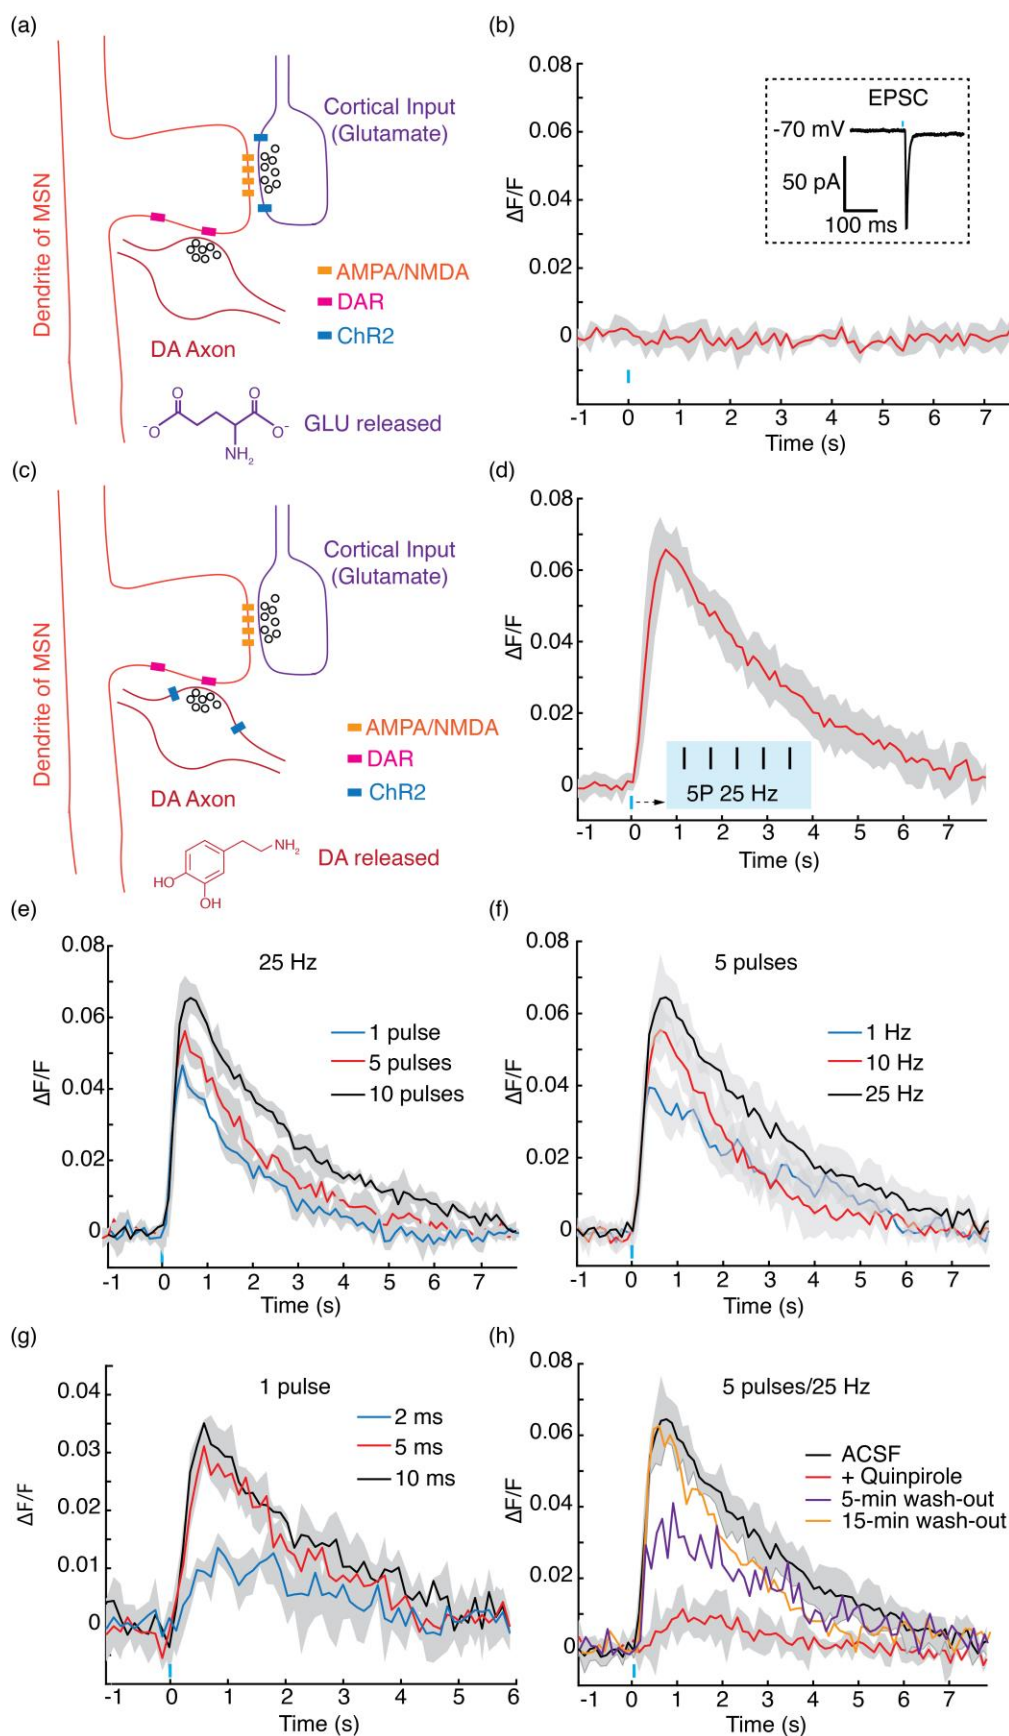 (a)
Dendrite of MSN
Cortical Input
(Glutamate)
AMPA/NMDA
DAR
ChR2
DA Axon
O
O
-O
O-
NH2
GLU released
(b)
0.08
0.06
0.04
0.02
0
ΔF/F
EPSC
-70 mV
50 pA
100 ms
-1 0 1 2 3 4 5 6 7
Time (s)
(c)
Dendrite of MSN
Cortical Input
(Glutamate)
AMPA/NMDA
DAR
ChR2
DA Axon
NH2
HO
OH
DA released
(d)
0.08
0.06
0.04
0.02
0
ΔF/F
5P 25 Hz
-1 0 1 2 3 4 5 6 7
Time (s)
(e)
0.08
0.06
0.04
0.02
0
ΔF/F
25 Hz
1 pulse
5 pulses
10 pulses
-1 0 1 2 3 4 5 6 7
Time (s)
(f)
0.08
0.06
0.04
0.02
0
ΔF/F
5 pulses
1 Hz
10 Hz
25 Hz
-1 0 1 2 3 4 5 6 7
Time (s)
(g)
0.04
0.03
0.02
0.01
0
ΔF/F
1 pulse
2 ms
5 ms
10 ms
-1 0 1 2 3 4 5 6
Time (s)
(h)
0.08
0.06
0.04
0.02
0
ΔF/F
5 pulses/25 Hz
ACSF
+ Quinpirole
5-min wash-out
15-min wash-out
-1 0 1 2 3 4 5 6 7
Time (s)